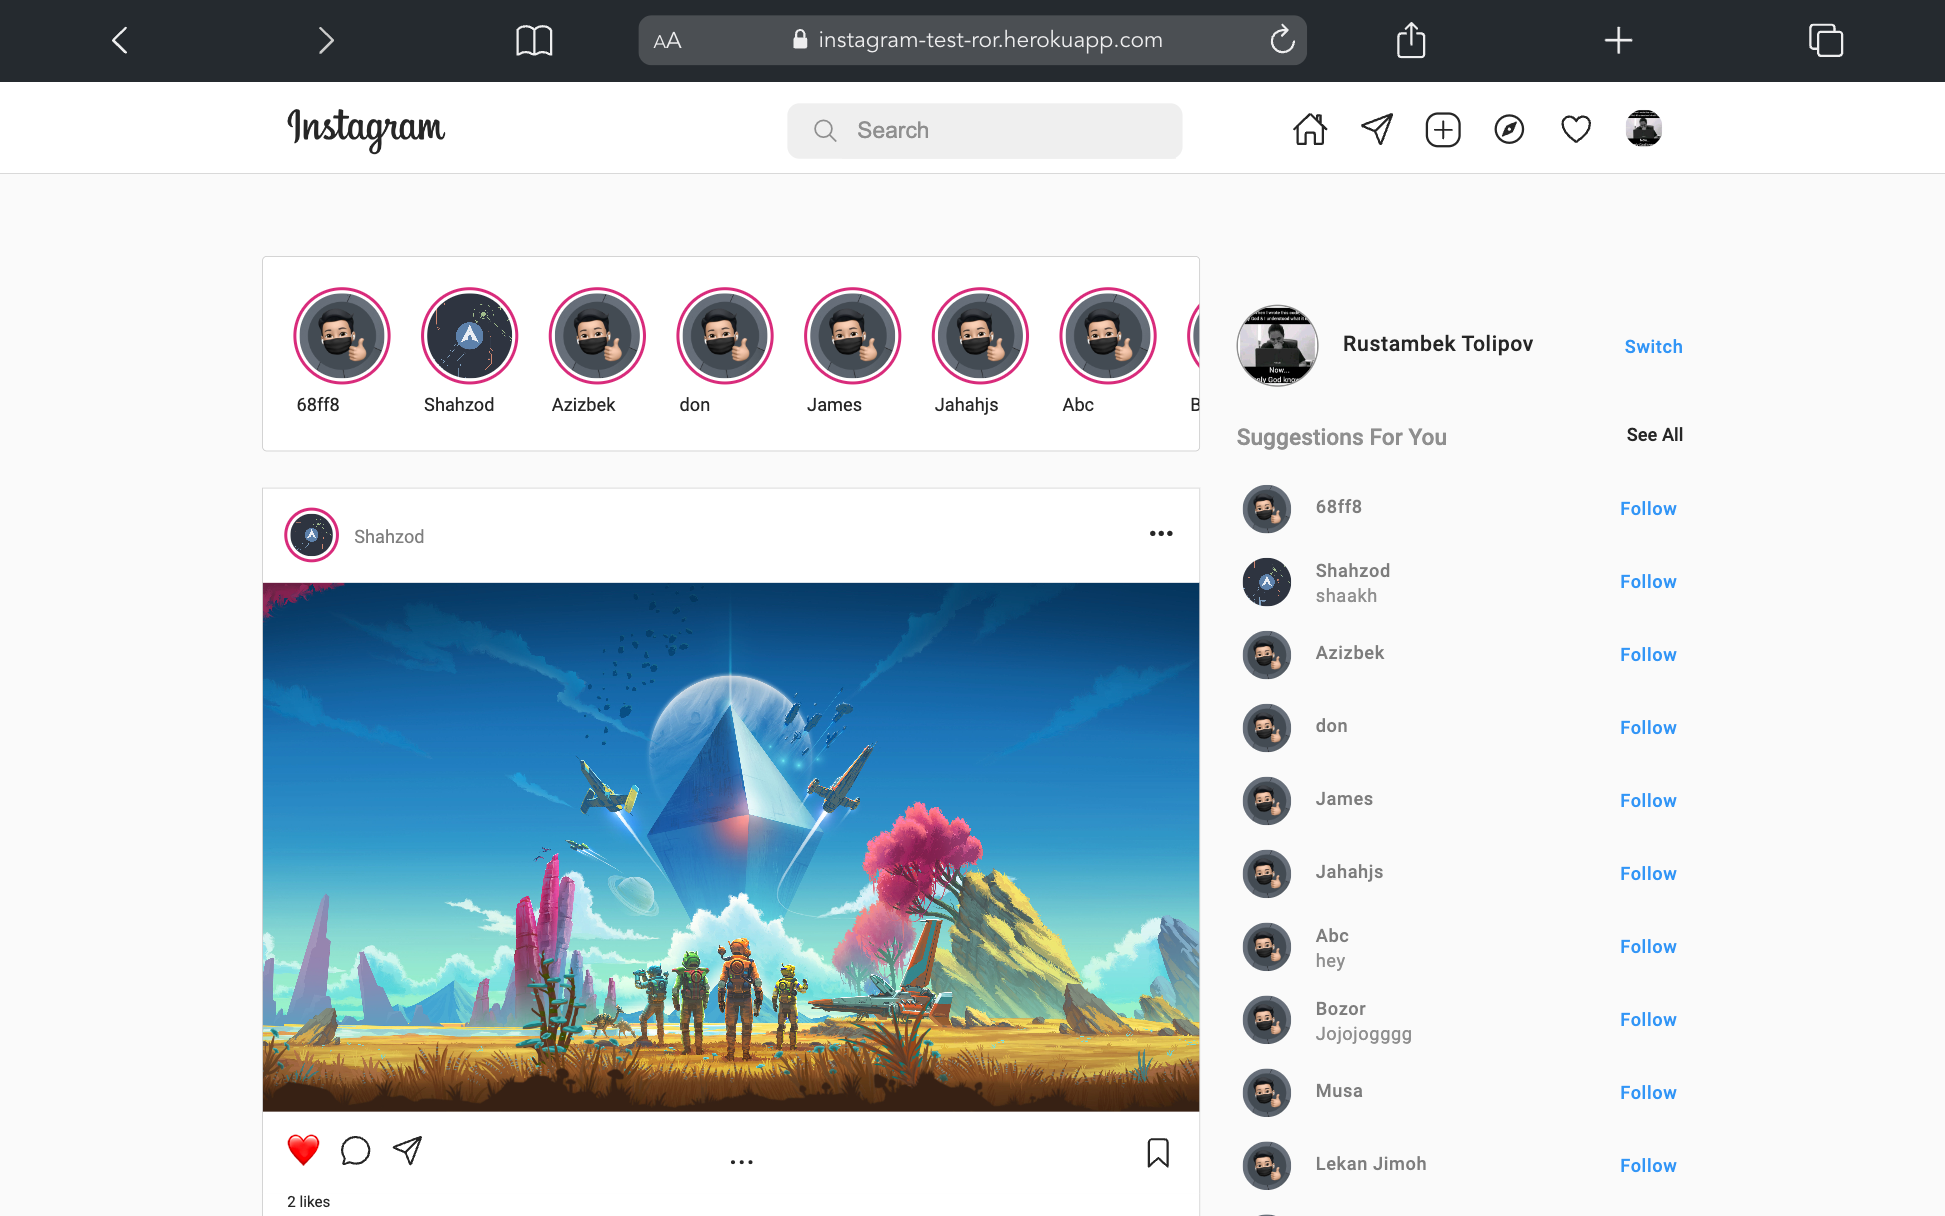 AA
instagram-test-ror.herokuapp.com
Instagram
Search
68ff8
Shahzod
Azizbek
don
James
Jahahjs
Abc
Rustambek Tolipov
Switch
Suggestions For You
See All
68ff8
Follow
Shahzod
shaakh
Follow
Azizbek
Follow
don
Follow
James
Follow
Jahahjs
Follow
Abc
hey
Follow
Bozor
Jojojogggg
Follow
Musa
Follow
Lekan Jimoh
Follow
Shahzod
2 likes